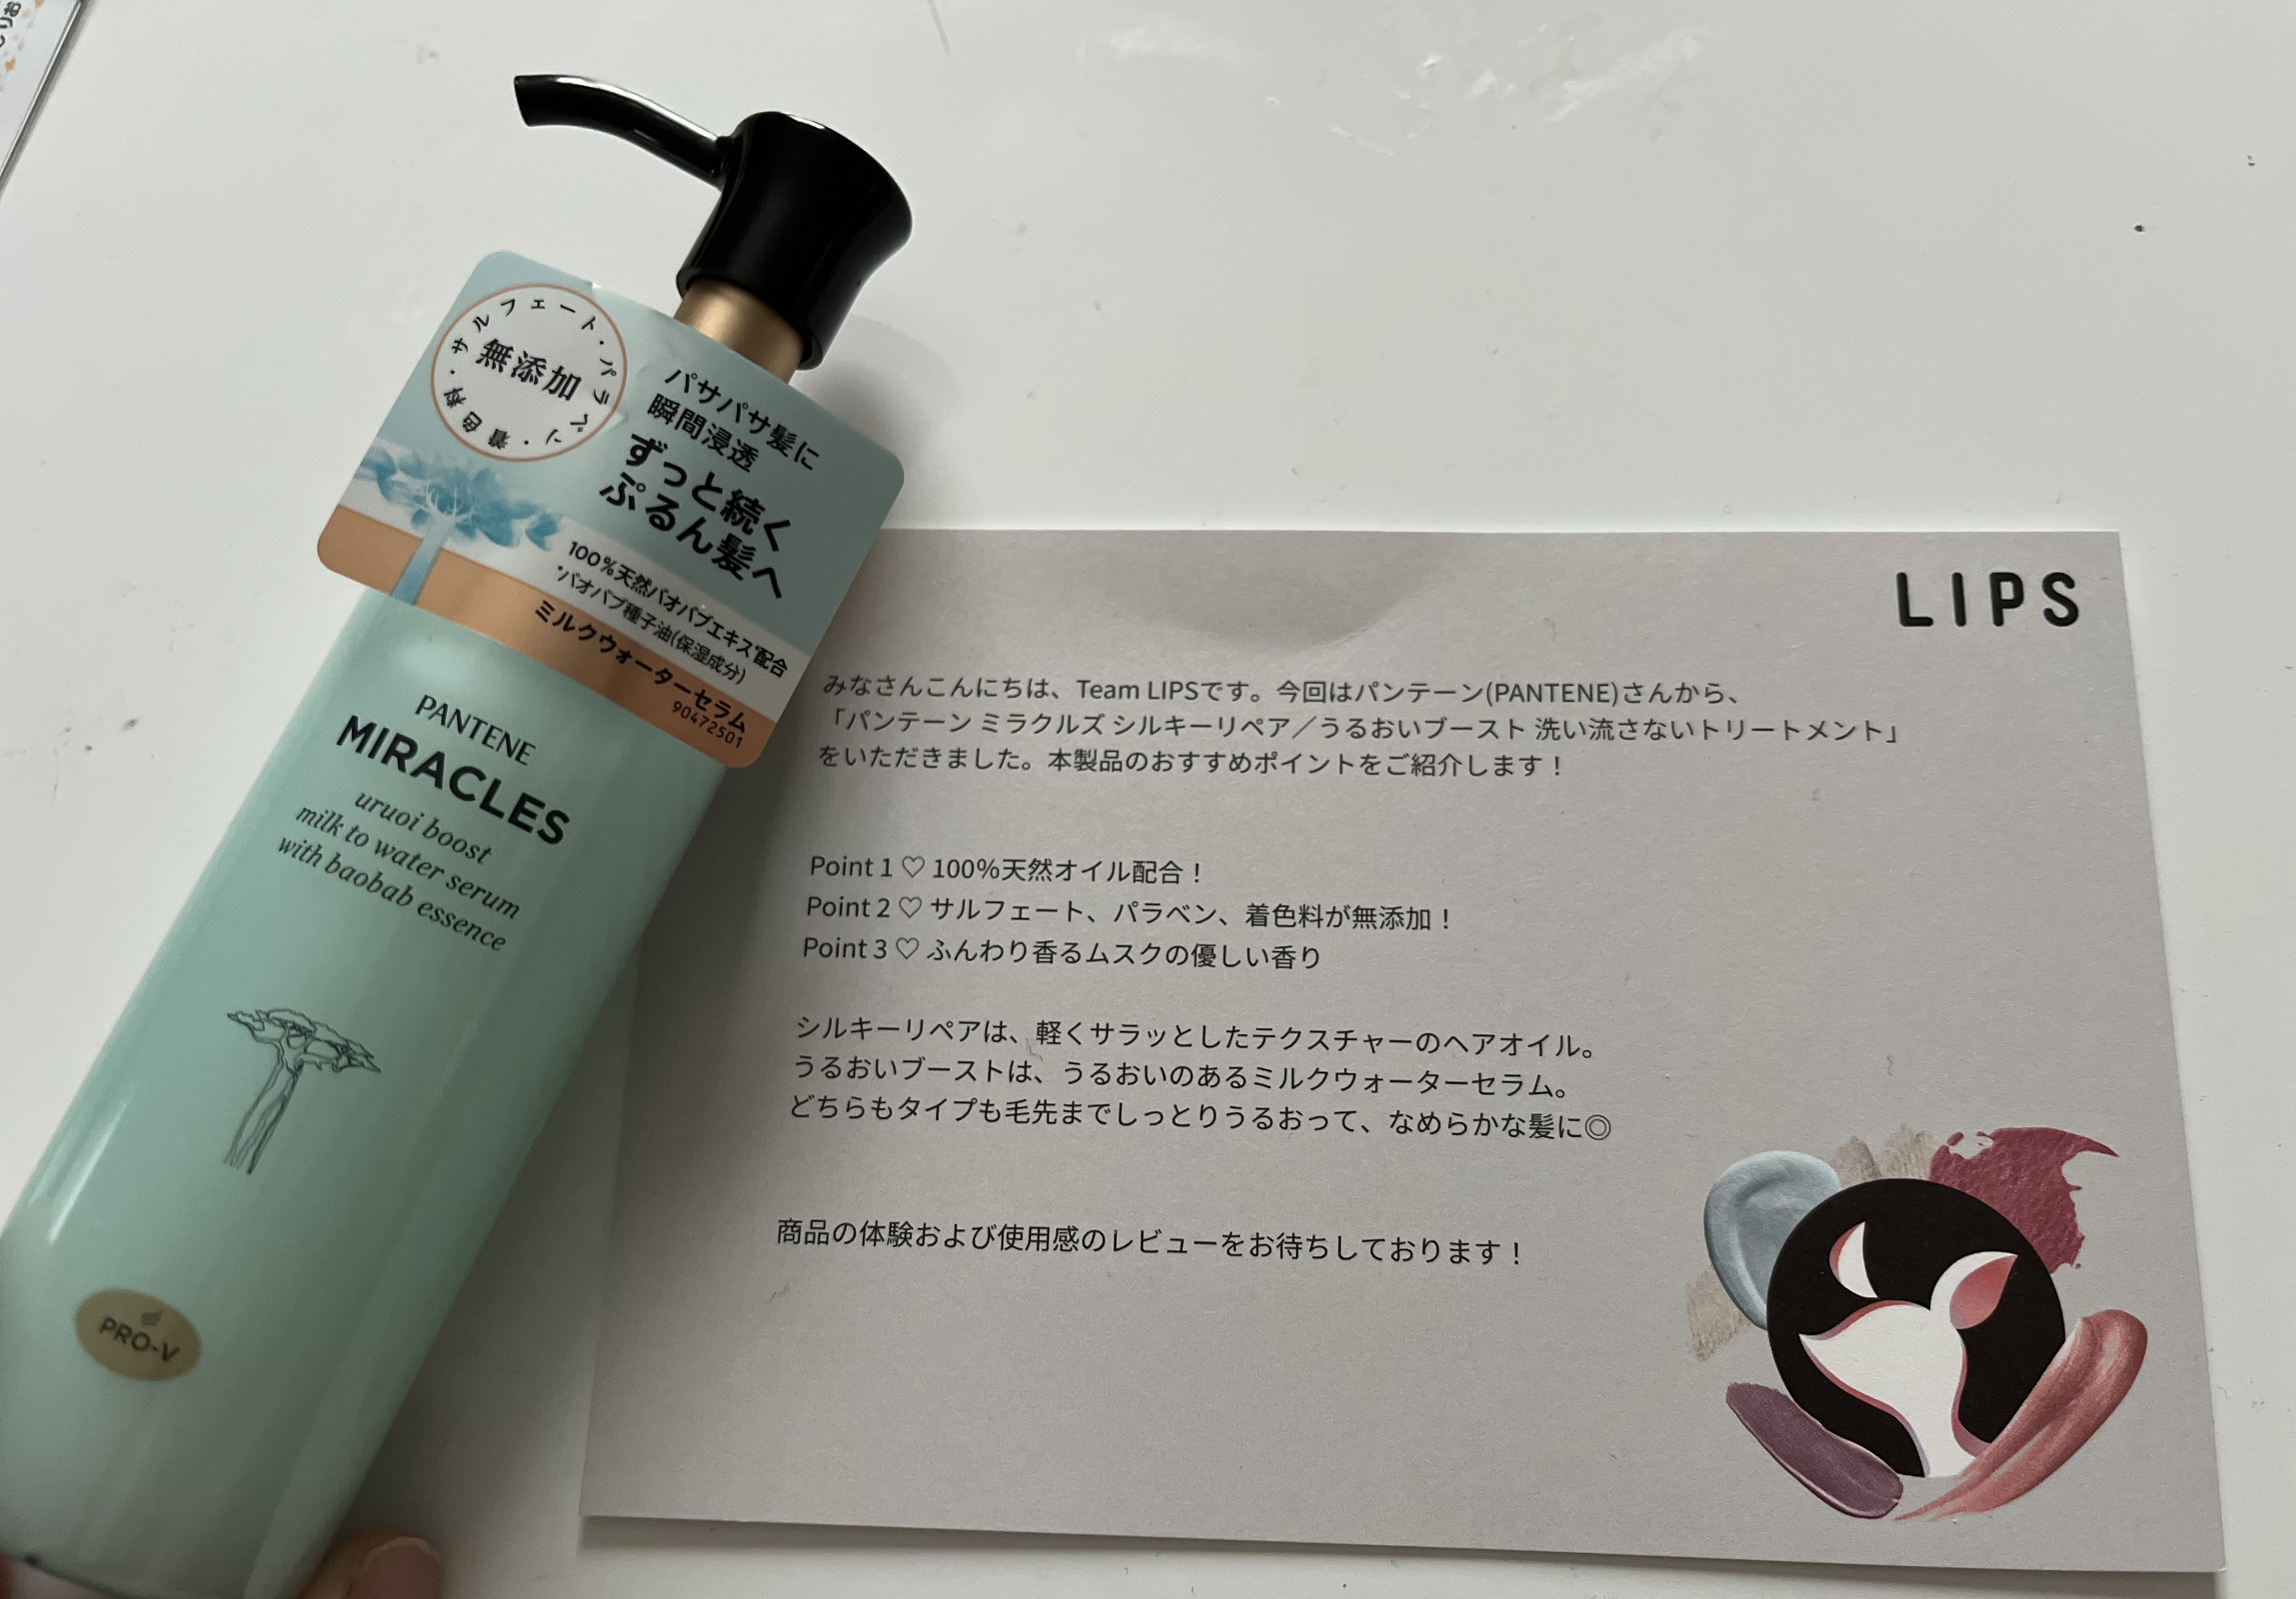 サルフェート・パラベン・着色料・
無添加
パサパサ髪に
瞬間浸透
ずっと続く
ぷるん髪へ
100%天然バオバブエキス*配合
*バオバブ種子油(保湿成分)
ミルクウォーターセラム
90472501
PANTENE
MIRACLES
uruoi boost
milk to water serum
with baobab essence
PRO-V
LIPS
みなさんこんにちは、Team LIPSです。今回はパンテーン(PANTENE)さんから、
「パンテーン ミラクルズ シルキーリペア／うるおいブースト 洗い流さないトリートメント」
をいただきました。本製品のおすすめポイントをご紹介します！
Point 1 ♡ 100%天然オイル配合！
Point 2 ♡ サルフェート、パラベン、着色料が無添加！
Point 3 ♡ ふんわり香るムスクの優しい香り
シルキーリペアは、軽くサラッとしたテクスチャーのヘアオイル。
うるおいブーストは、うるおいのあるミルクウォーターセラム。
どちらもタイプも毛先までしっとりうるおって、なめらかな髪に◎
商品の体験および使用感のレビューをお待ちしております！